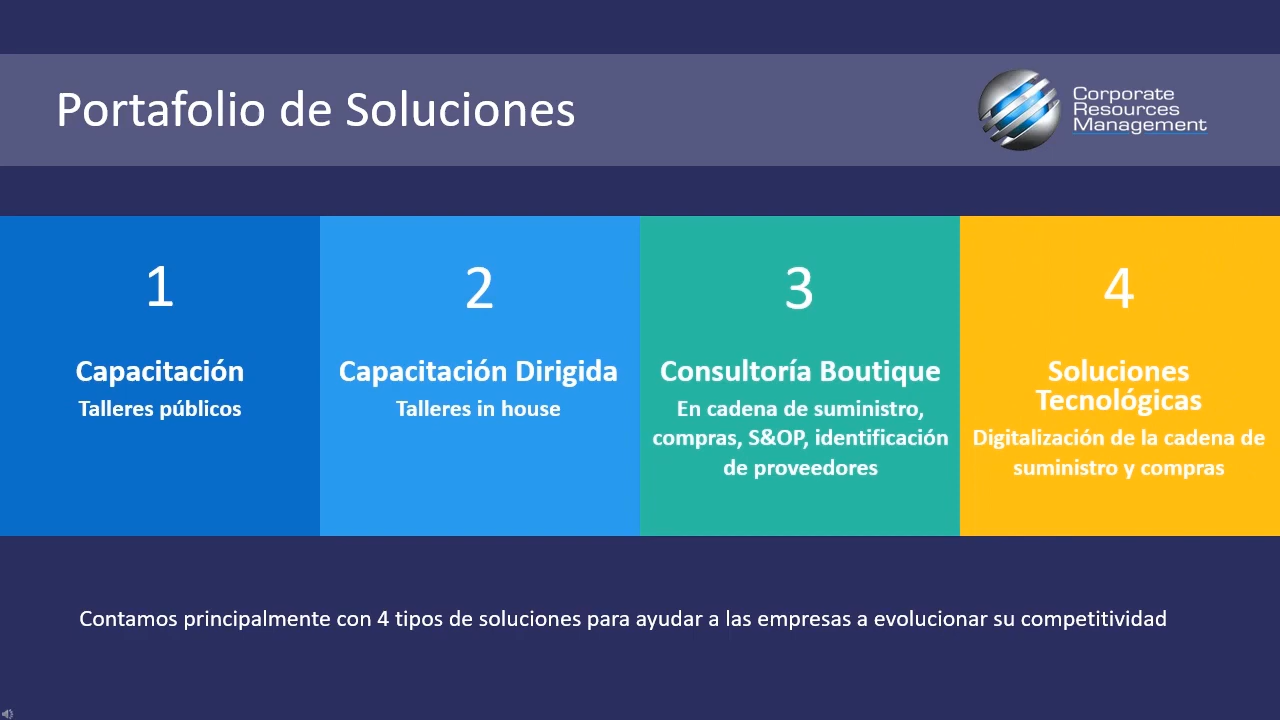 Portafolio de Soluciones
Corporate
Resources
Management
1
Capacitación
Talleres públicos
2
Capacitación Dirigida
Talleres in house
3
Consultoría Boutique
En cadena de suministro,
compras, S&OP, identificación
de proveedores
4
Soluciones
Tecnológicas
Digitalización de la cadena de
suministro y compras
Contamos principalmente con 4 tipos de soluciones para ayudar a las empresas a evolucionar su competitividad